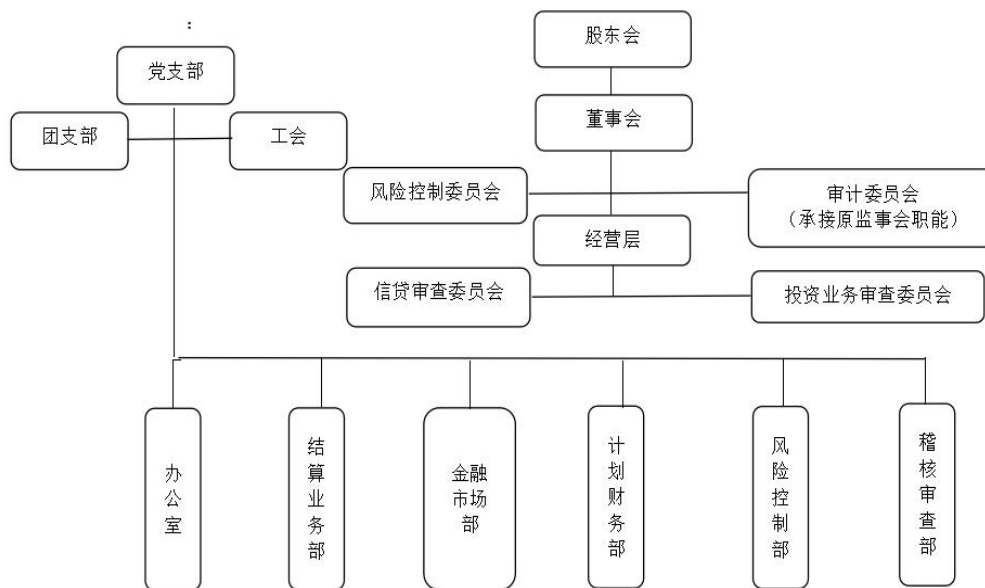 ：
股东会
党支部
董事会
团支部
工会
风险控制委员会
审计委员会
（承接原监事会职能）
经营层
信贷审查委员会
投资业务审查委员会
办公室
结算业务部
金融
市场
部
计划财务部
风险控制部
稽核审查部